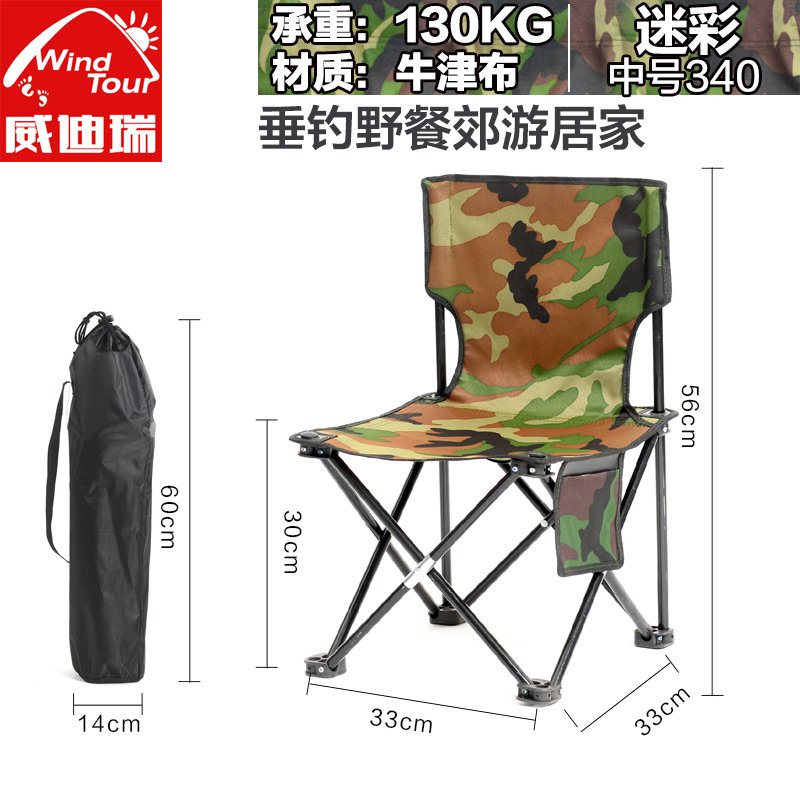 Wind
Tour
威迪瑞
承重: 130KG
材质: 牛津布
迷彩
中号340
垂钓野餐郊游居家
56cm
60cm
30cm
14cm
33cm
33cm